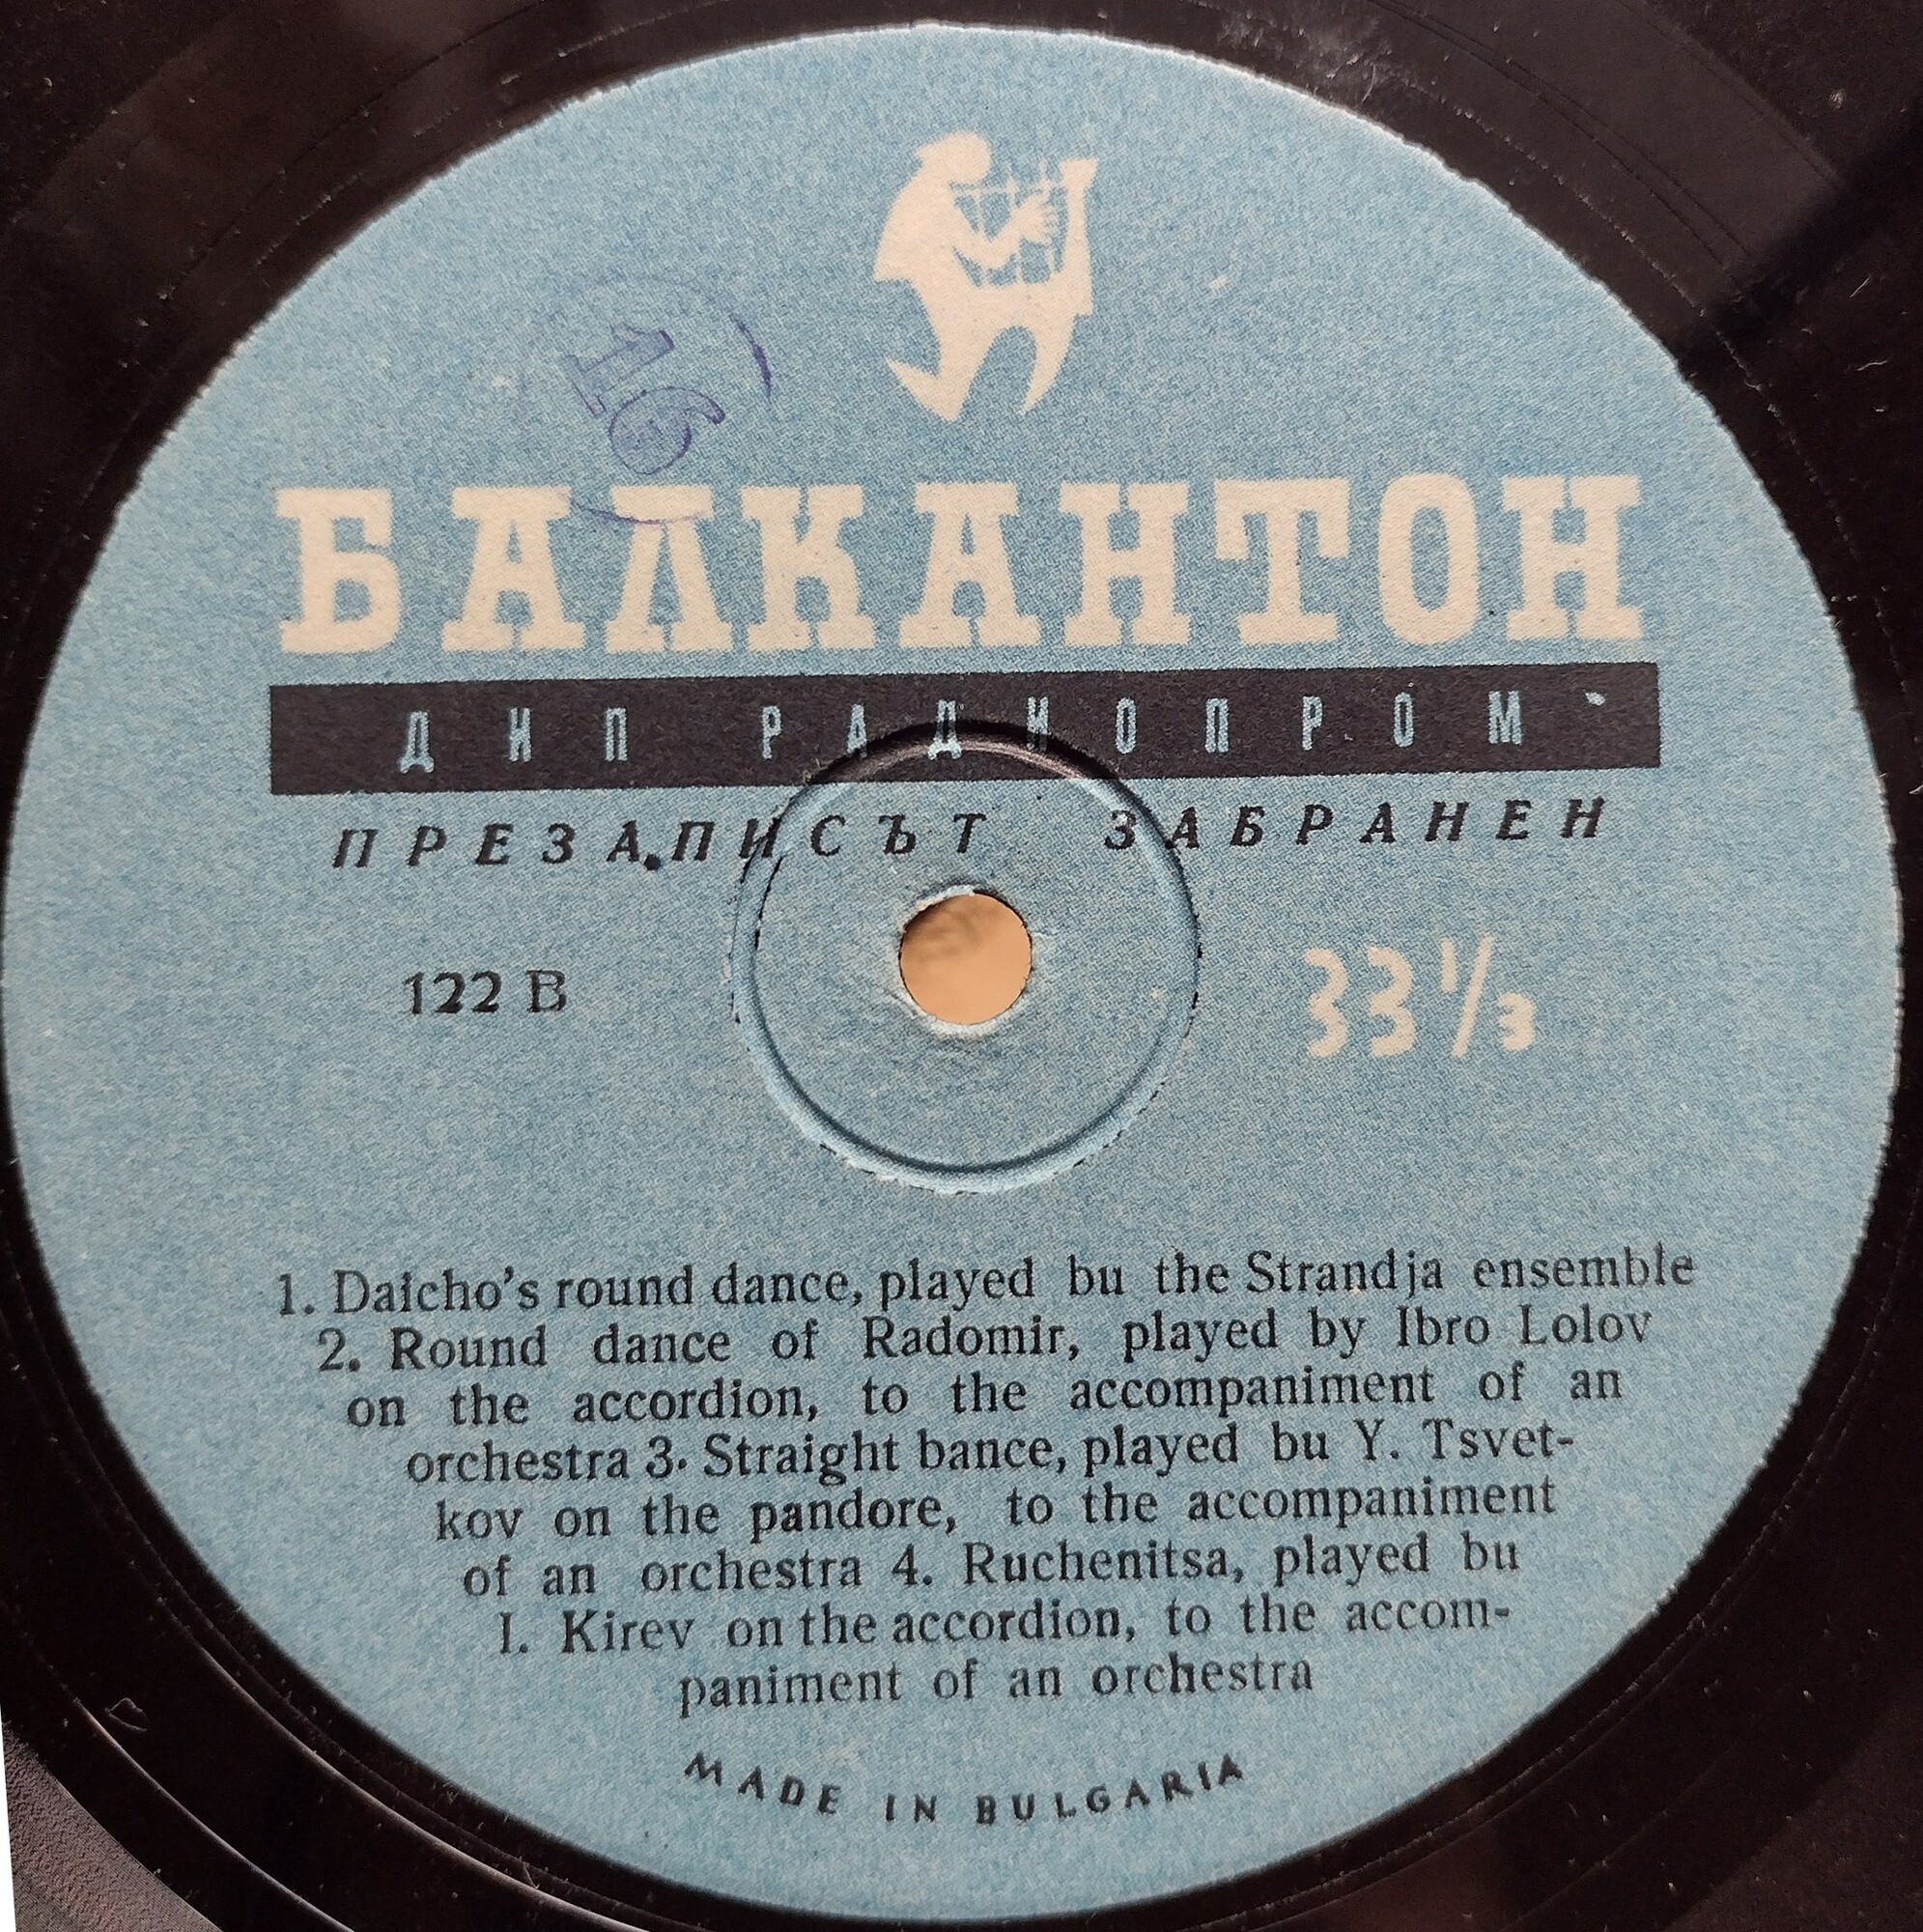 16
БАЛКАНТОН
ДИП РАДИОПРОМ
ПРЕЗАПИСЪТ ЗАБРАНЕН
122 B
33 1/3
1. Daicho's round dance, played bu the Strandja ensemble
2. Round dance of Radomir, played by Ibro Lolov
on the accordion, to the accompaniment of an
orchestra 3. Straight bance, played bu Y. Tsvet-
kov on the pandore, to the accompaniment
of an orchestra 4. Ruchenitsa, played bu
I. Kirev on the accordion, to the accom-
paniment of an orchestra
MADE IN BULGARIA